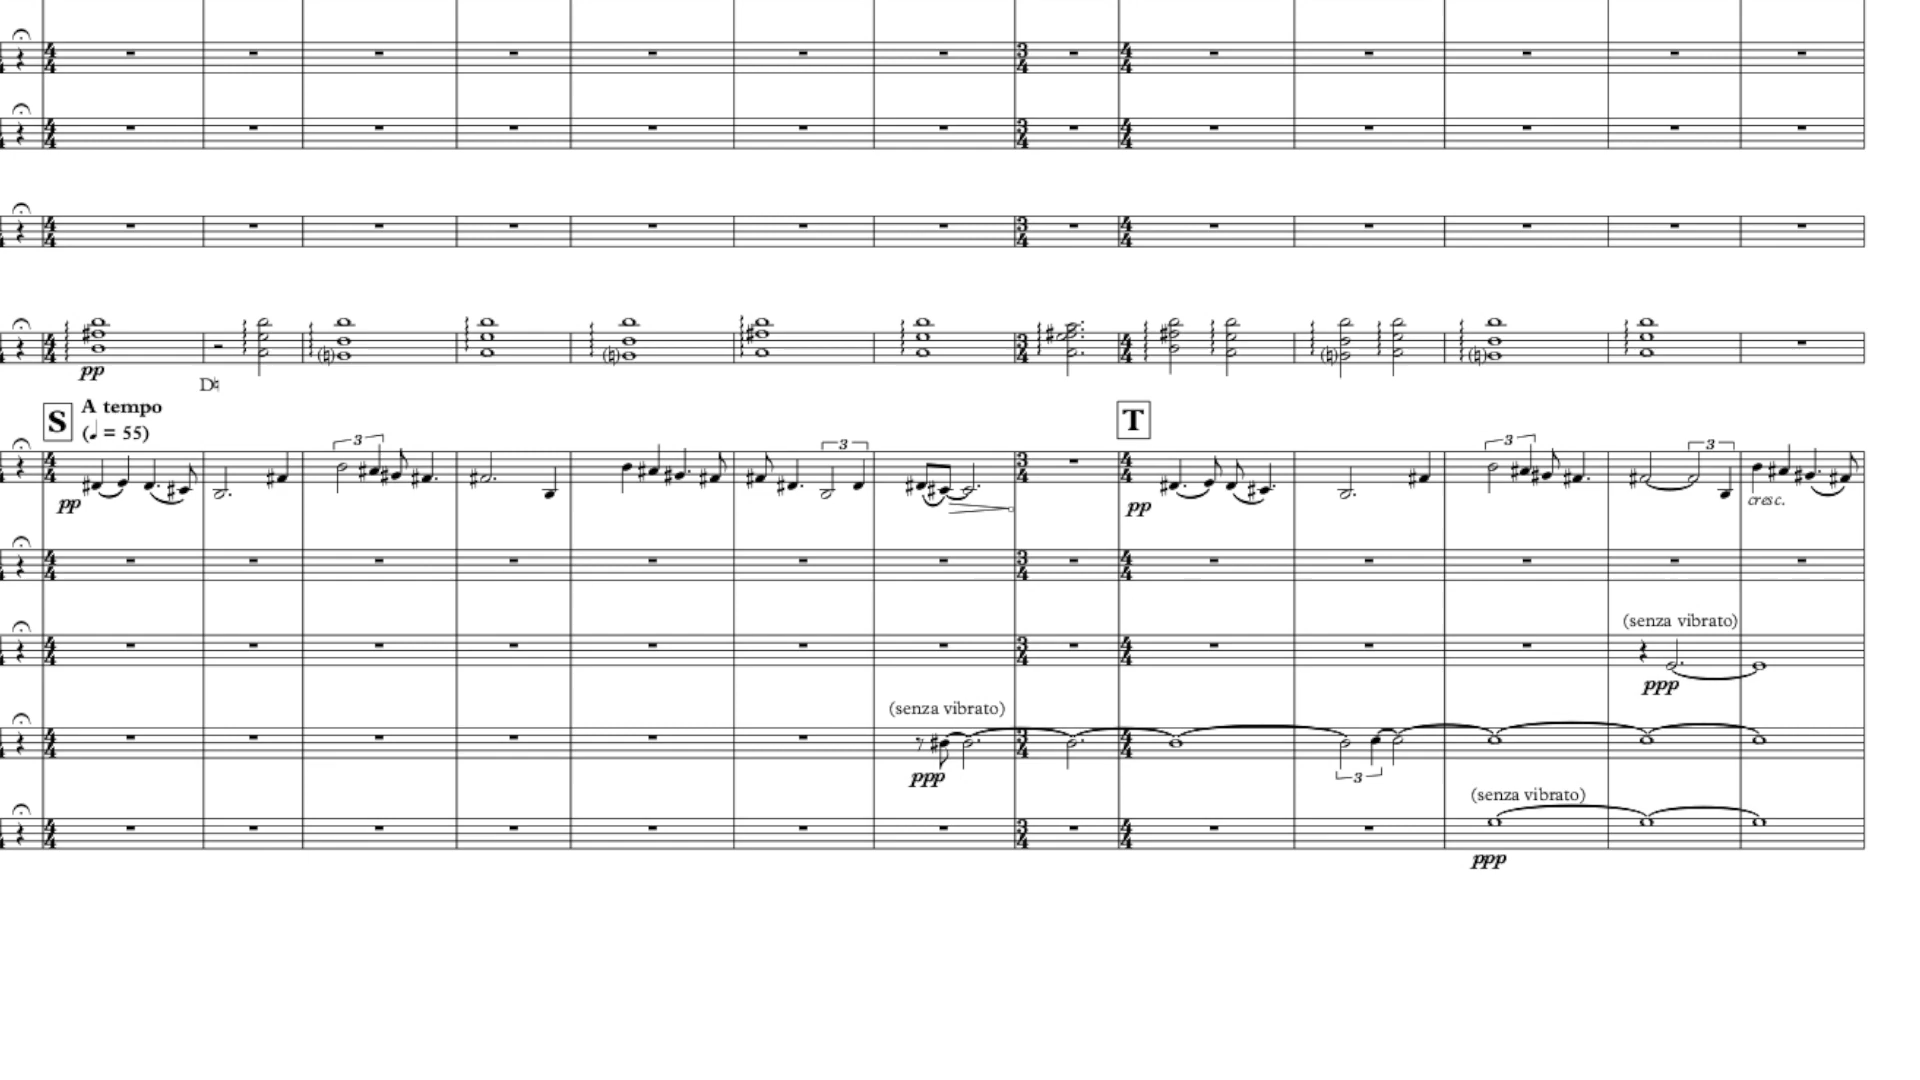 pp
D♮
S A tempo
(♩ = 55)
T
3 3 3 3
pp pp cresc.
(senza vibrato)
ppp
(senza vibrato)
ppp
3
(senza vibrato)
ppp